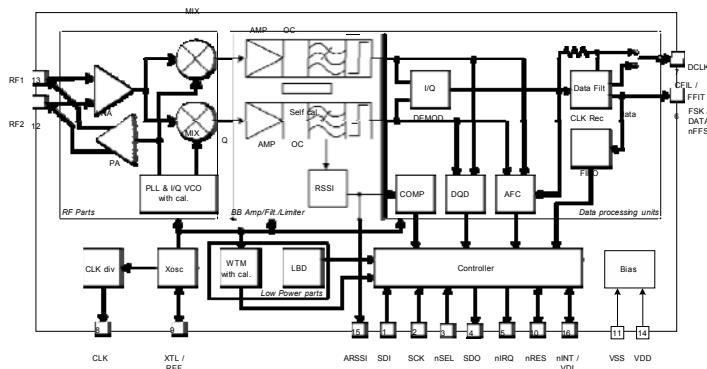 MIX
AMP OC
RF1
13
LNA
RF2
12
PA
MIX
Q
Self cal.
AMP OC
I/Q
DEMOD
Data Filt
CLK Rec
data
FIFO
7
DCLK
CFIL /
FFIT
6
FSK
DATA
nFFS
PLL & I/Q VCO
with cal.
RSSI
COMP
DQD
AFC
RF Parts
BB Amp/Filt./Limiter
Data processing units
CLK div
Xosc
WTM
with cal.
LBD
Low Power parts
Controller
Bias
8
9
15
1
2
3
4
5
10
16
11
14
CLK
XTL /
REF
ARSSI
SDI
SCK
nSEL
SDO
nIRQ
nRES
nINT /
VDI
VSS
VDD